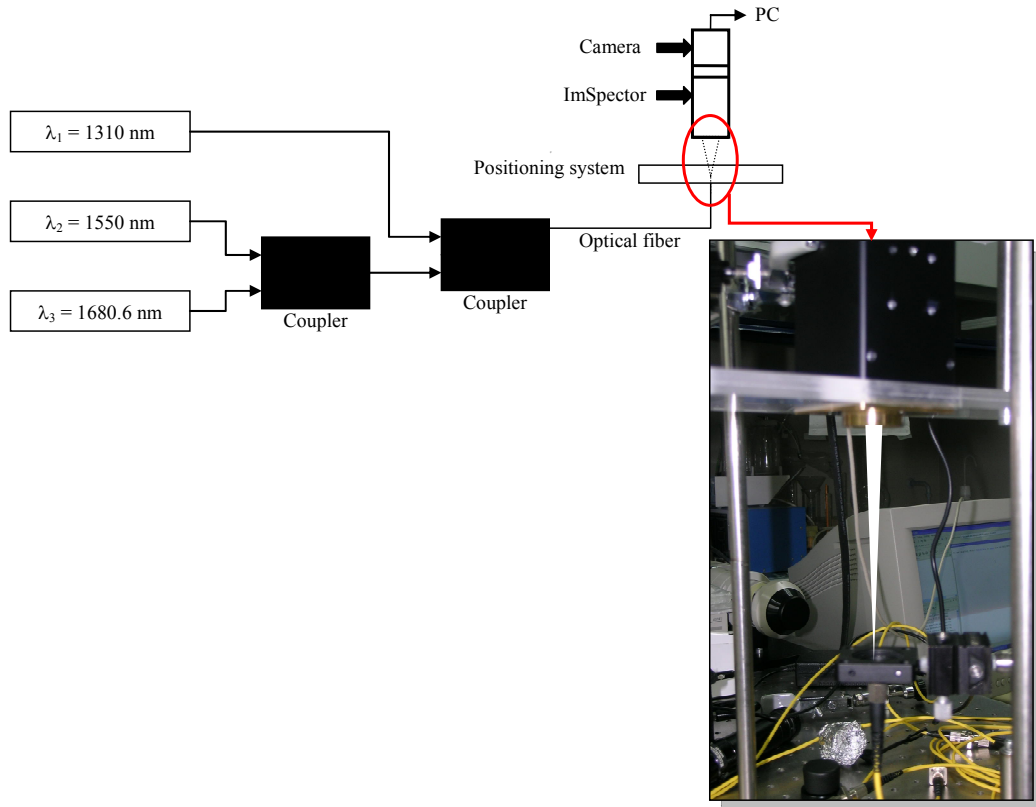 PC
Camera
ImSpector
λ₁ = 1310 nm
Positioning system
λ₂ = 1550 nm
Optical fiber
Coupler
λ₃ = 1680.6 nm
Coupler